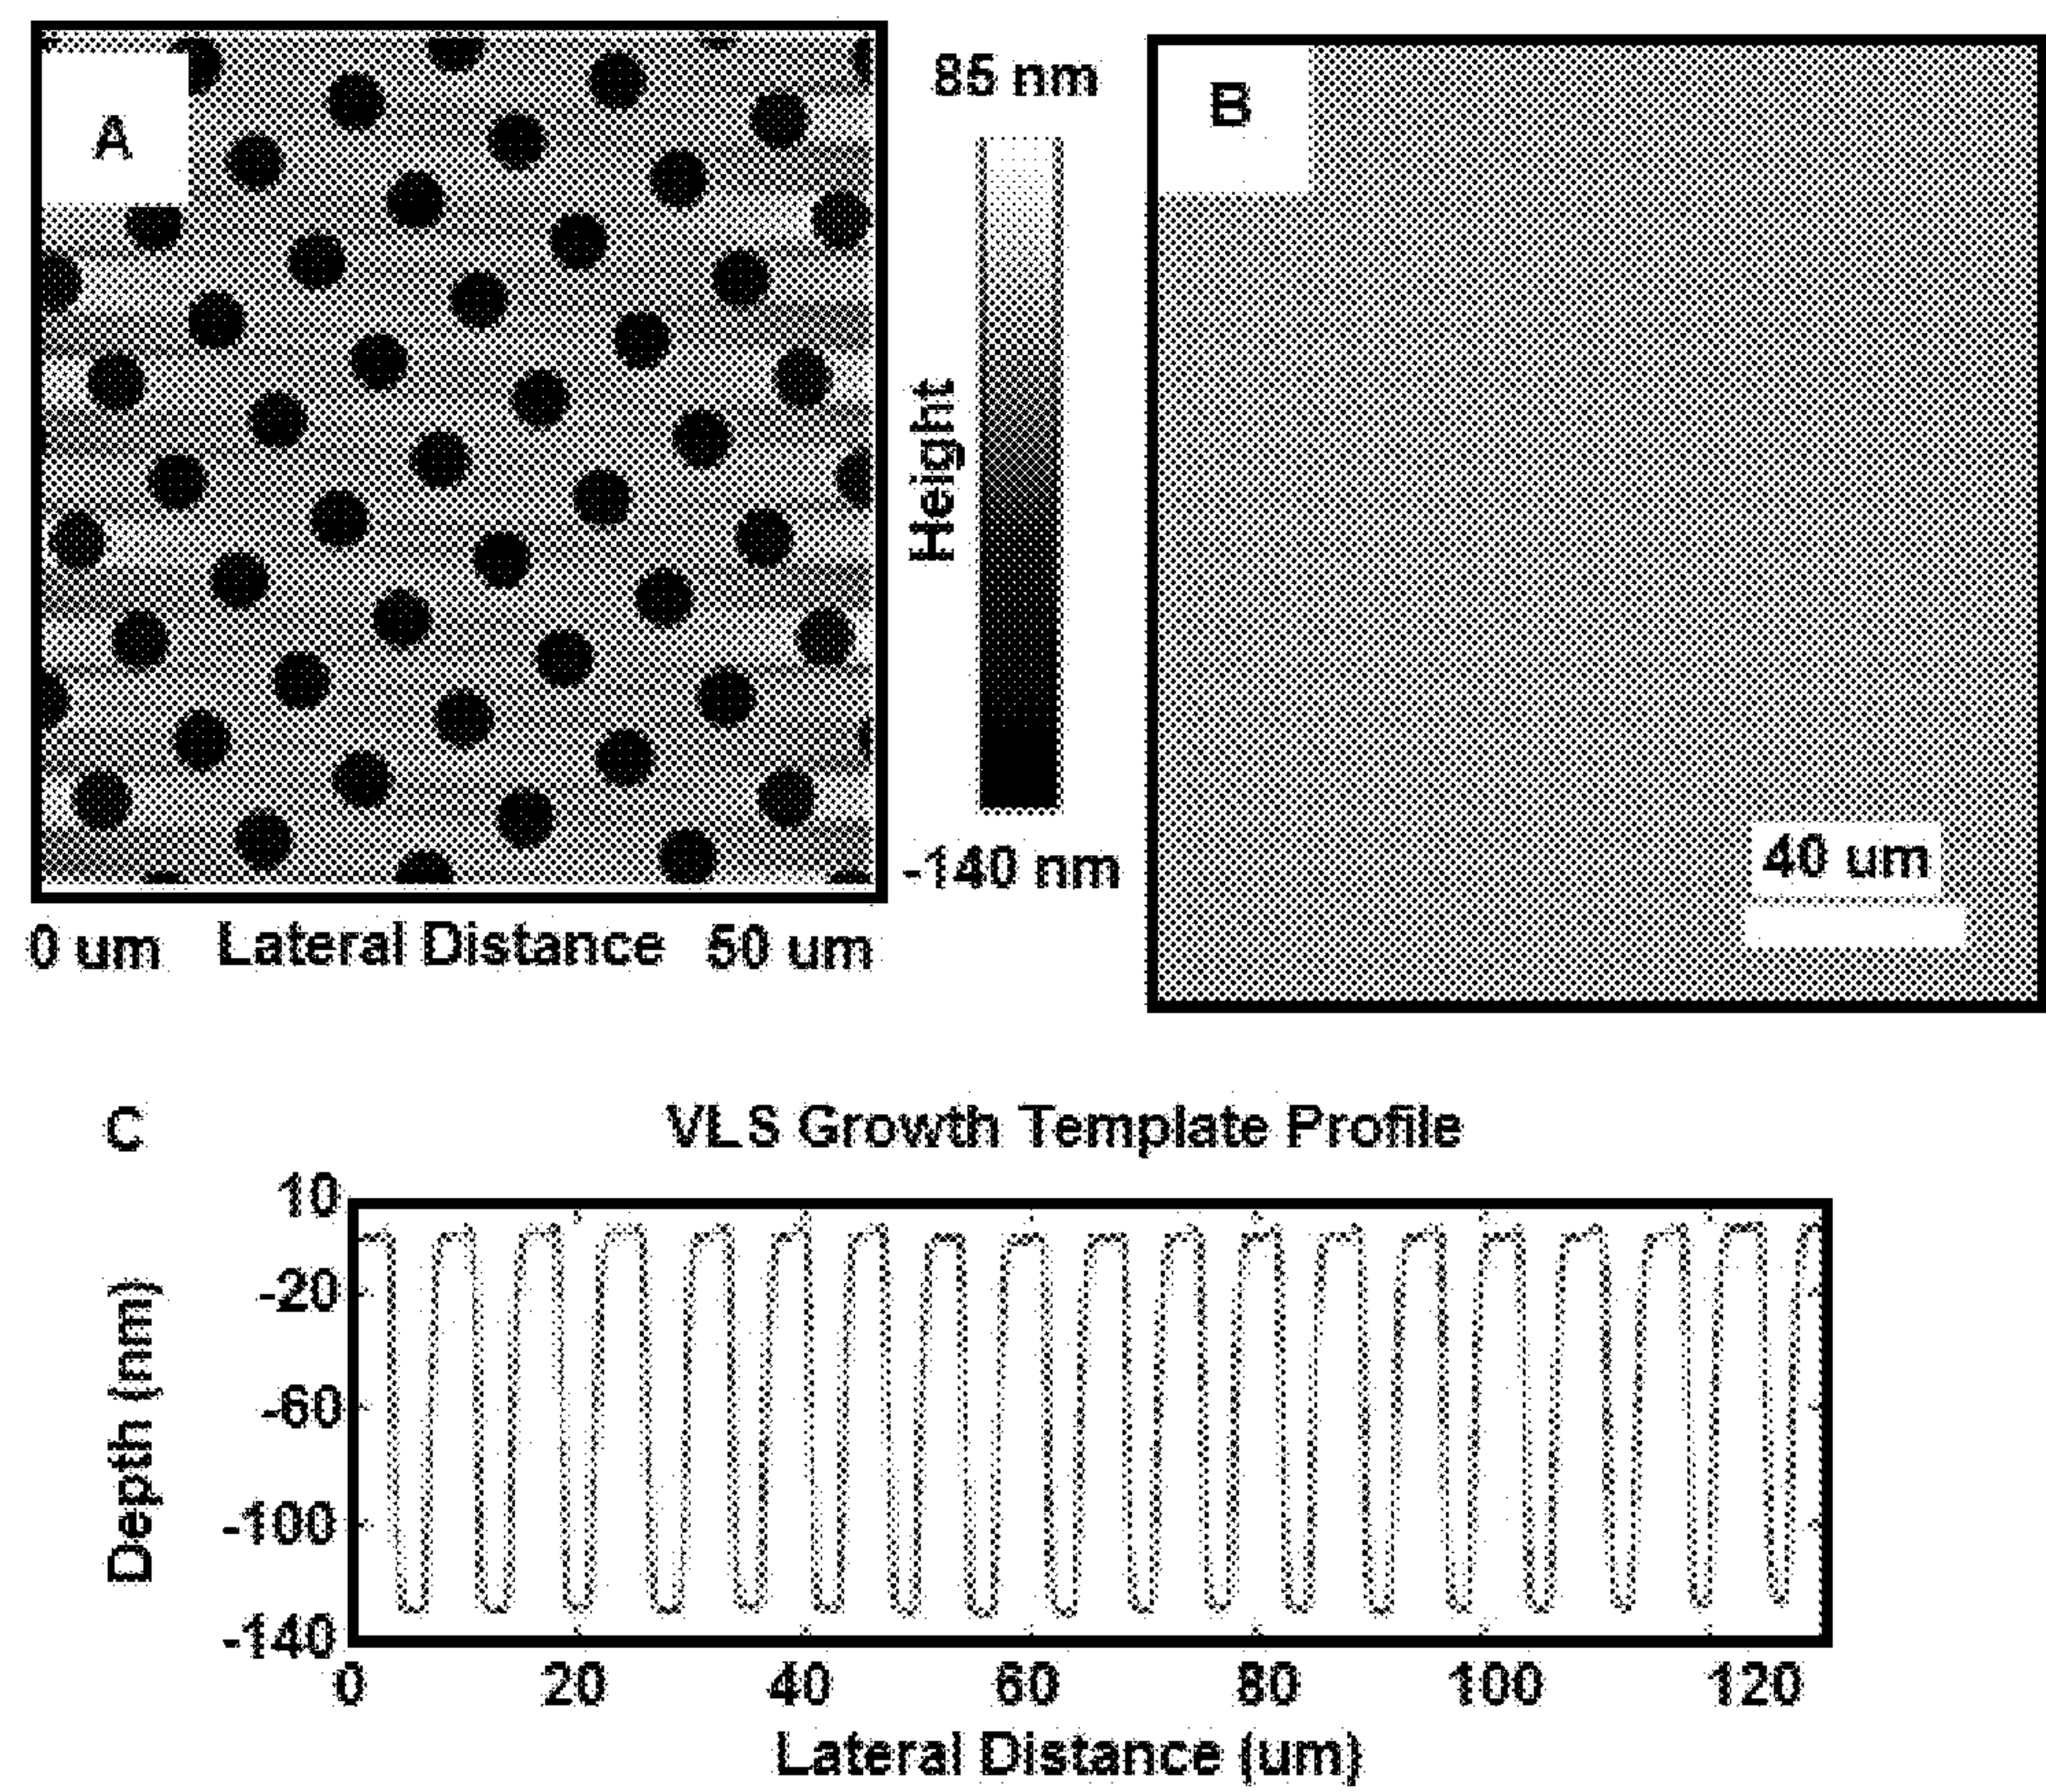 A
85 nm
Height
-140 nm
0 um Lateral Distance 50 um
B
40 um
C
VLS Growth Template Profile
Depth (nm)
10
-20
-60
-100
-140
0 20 40 60 80 100 120
Lateral Distance (um)